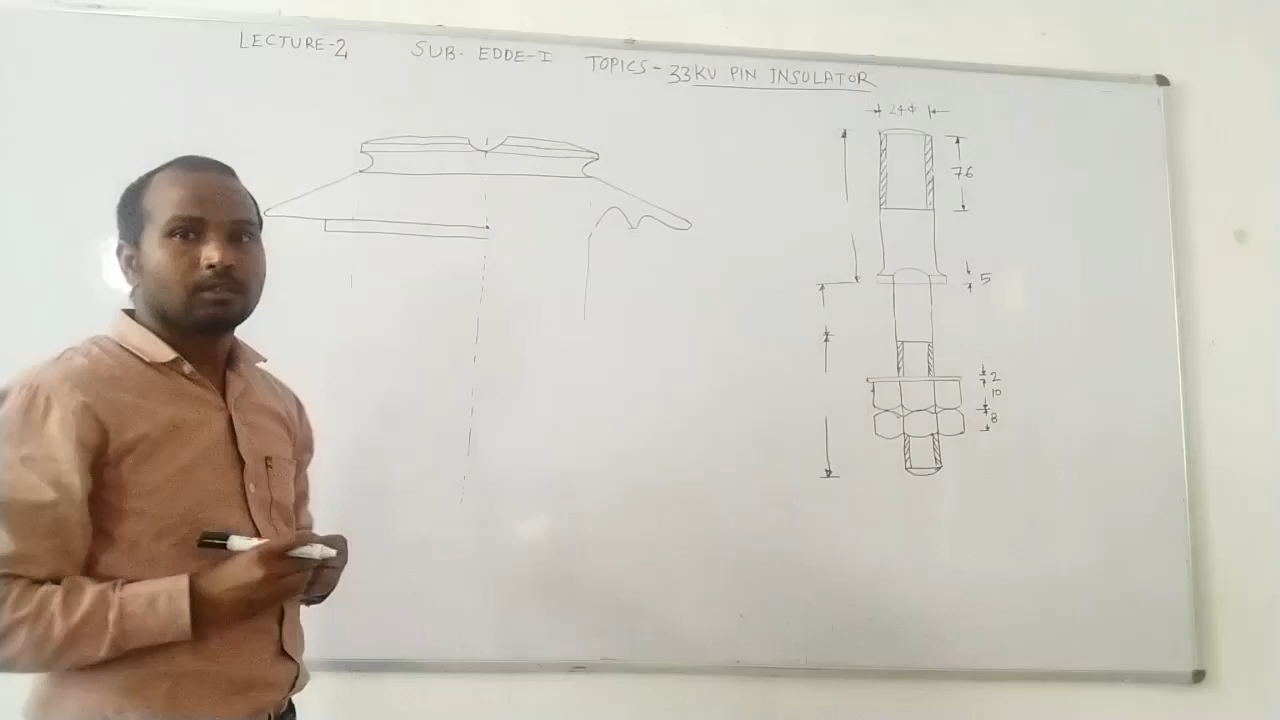 LECTURE-2 SUB- EDDE-I TOPICS- 33KV PIN INSULATOR
24Φ
76
5
2
10
8